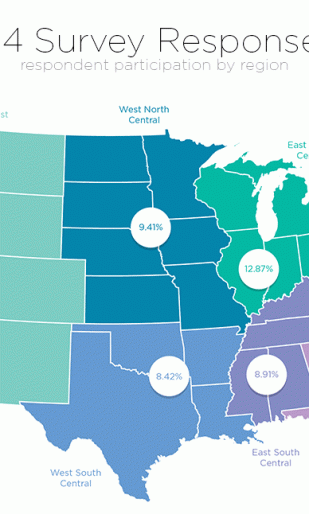 4 Survey Response
respondent participation by region
West North
Central
st
East
Ce
9.41%
12.87%
8.42%
8.91%
East South
Central
West South
Central